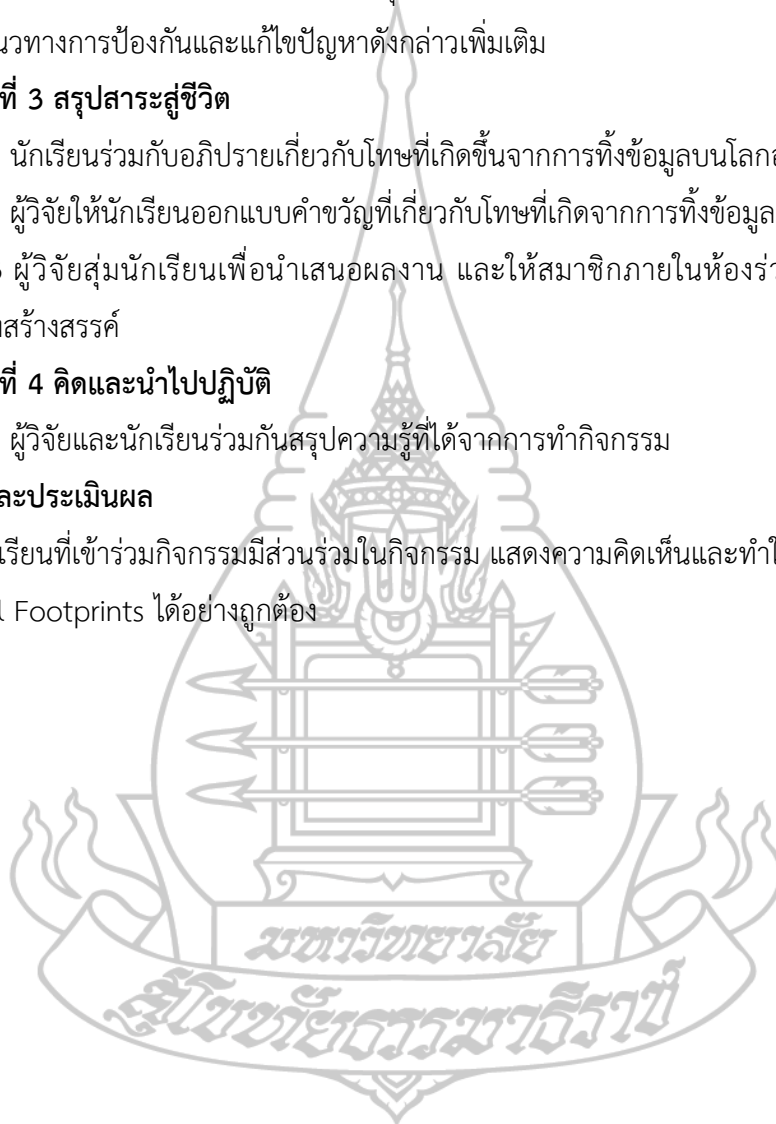 นวทางการป้องกันและแก้ไขปัญหาดังกล่าวเพิ่มเติม
ที่ 3 สรุปสาระสู่ชีวิต
นักเรียนร่วมกับอภิปรายเกี่ยวกับโทษที่เกิดขึ้นจากการทิ้งข้อมูลบนโลกอ
ผู้วิจัยให้นักเรียนออกแบบคำขวัญที่เกี่ยวกับโทษที่เกิดจากการทิ้งข้อมูล
ผู้วิจัยสุ่มนักเรียนเพื่อนำเสนอผลงาน และให้สมาชิกภายในห้องร่ว
สร้างสรรค์
ที่ 4 คิดและนำไปปฏิบัติ
ผู้วิจัยและนักเรียนร่วมกันสรุปความรู้ที่ได้จากการทำกิจกรรม
ละประเมินผล
เรียนที่เข้าร่วมกิจกรรมมีส่วนร่วมในกิจกรรม แสดงความคิดเห็นและทำใ
l Footprints ได้อย่างถูกต้อง
มหาวิทยาลัย
สุโขทัยธรรมาธิราช